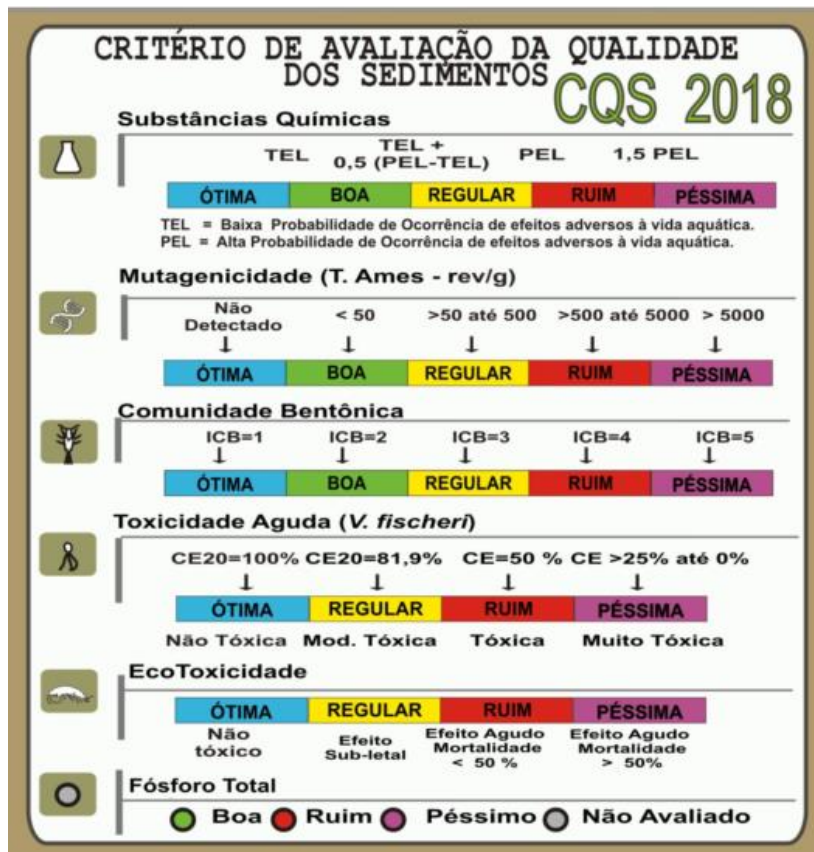 CRITÉRIO DE AVALIAÇÃO DA QUALIDADE
DOS SEDIMENTOS
CQS 2018
Substâncias Químicas
TEL TEL + 0,5 (PEL-TEL) PEL 1,5 PEL
ÓTIMA BOA REGULAR RUIM PÉSSIMA
TEL = Baixa Probabilidade de Ocorrência de efeitos adversos à vida aquática.
PEL = Alta Probabilidade de Ocorrência de efeitos adversos à vida aquática.
Mutagenicidade (T. Ames - rev/g)
Não Detectado < 50 >50 até 500 >500 até 5000 > 5000
ÓTIMA BOA REGULAR RUIM PÉSSIMA
Comunidade Bentônica
ICB=1 ICB=2 ICB=3 ICB=4 ICB=5
ÓTIMA BOA REGULAR RUIM PÉSSIMA
Toxicidade Aguda (V. fischeri)
CE20=100% CE20=81,9% CE=50 % CE >25% até 0%
ÓTIMA REGULAR RUIM PÉSSIMA
Não Tóxica Mod. Tóxica Tóxica Muito Tóxica
EcoToxicidade
ÓTIMA REGULAR RUIM PÉSSIMA
Não tóxico Efeito Sub-letal Efeito Agudo Mortalidade < 50 % Efeito Agudo Mortalidade > 50%
Fósforo Total
Boa Ruim Péssimo Não Avaliado